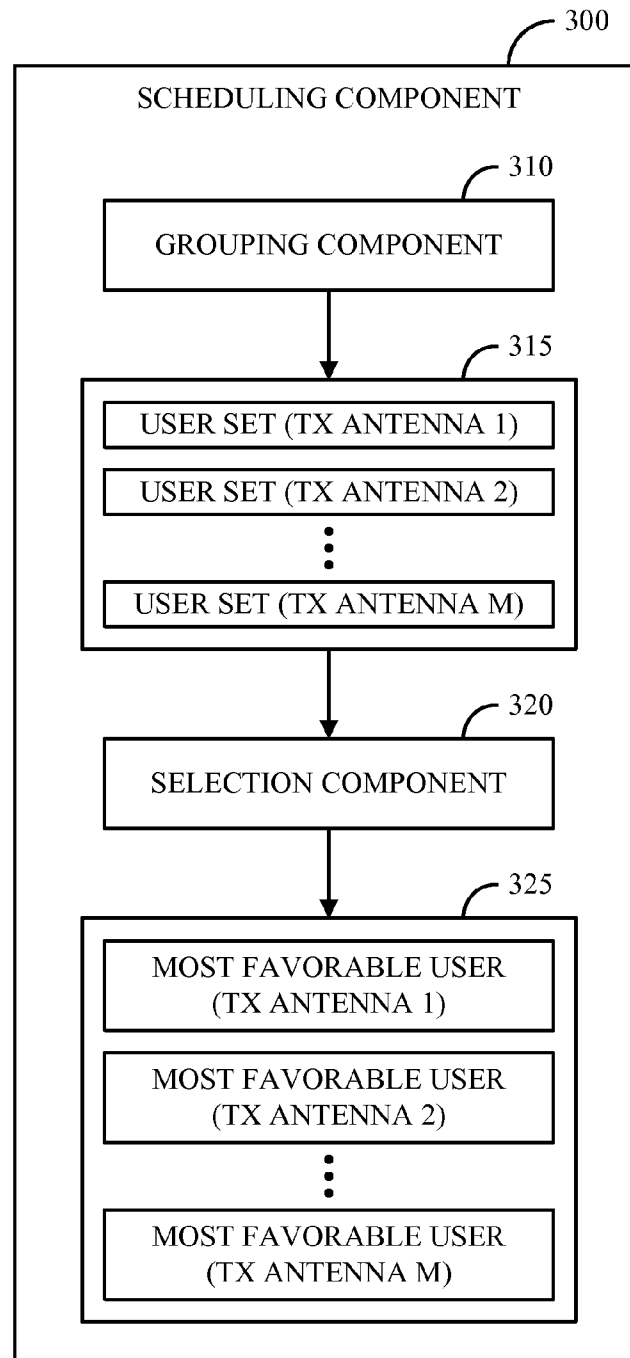 300
SCHEDULING COMPONENT
310
GROUPING COMPONENT
315
USER SET (TX ANTENNA 1)
USER SET (TX ANTENNA 2)
USER SET (TX ANTENNA M)
320
SELECTION COMPONENT
325
MOST FAVORABLE USER
(TX ANTENNA 1)
MOST FAVORABLE USER
(TX ANTENNA 2)
MOST FAVORABLE USER
(TX ANTENNA M)